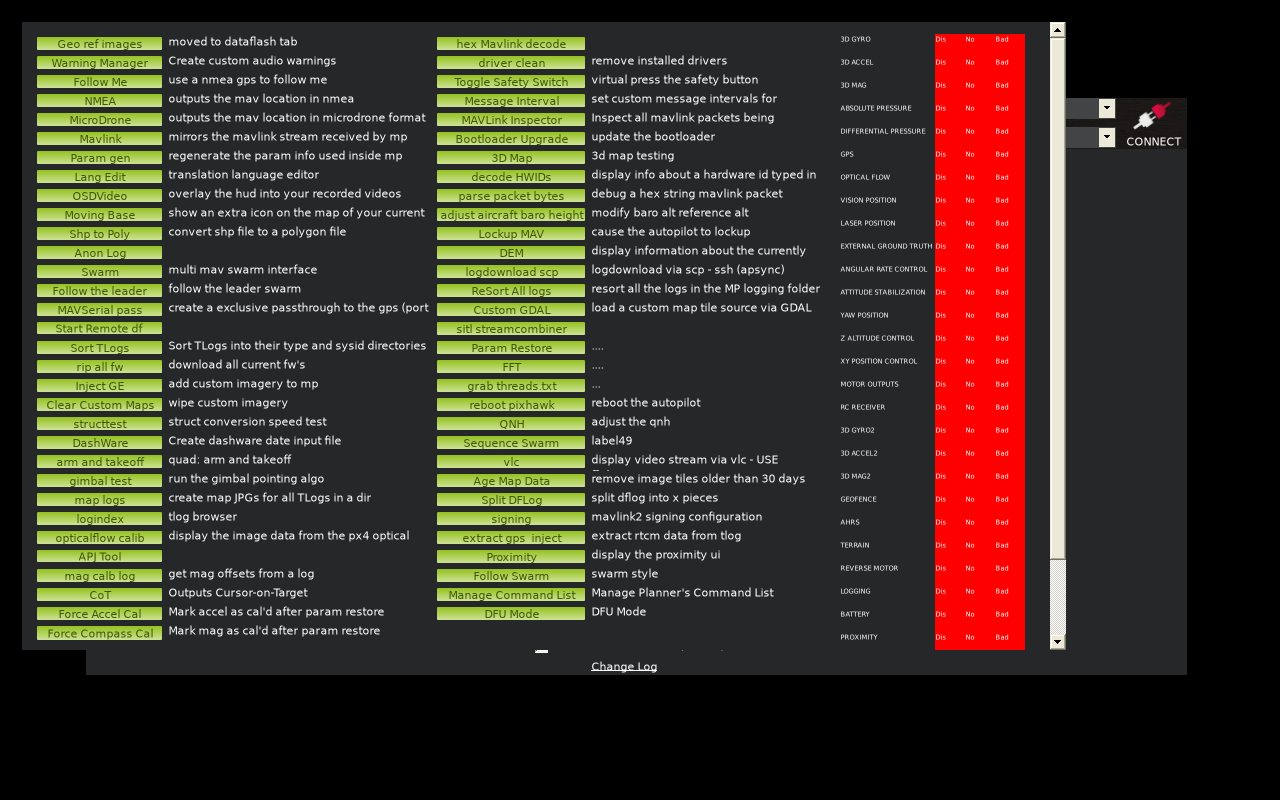 Geo ref images moved to dataflash tab
Warning Manager Create custom audio warnings
Follow Me use a nmea gps to follow me
NMEA outputs the mav location in nmea
MicroDrone outputs the mav location in microdrone format
Mavlink mirrors the mavlink stream received by mp
Param gen regenerate the param info used inside mp
Lang Edit translation language editor
OSDVideo overlay the hud into your recorded videos
Moving Base show an extra icon on the map of your current
Shp to Poly convert shp file to a polygon file
Anon Log
Swarm multi mav swarm interface
Follow the leader follow the leader swarm
MAVSerial pass create a exclusive passthrough to the gps (port
Start Remote df
Sort TLogs Sort TLogs into their type and sysid directories
rip all fw download all current fw's
Inject GE add custom imagery to mp
Clear Custom Maps wipe custom imagery
structtest struct conversion speed test
DashWare Create dashware date input file
arm and takeoff quad: arm and takeoff
gimbal test run the gimbal pointing algo
map logs create map JPGs for all TLogs in a dir
logindex tlog browser
opticalflow calib display the image data from the px4 optical
APJ Tool
mag calb log get mag offsets from a log
CoT Outputs Cursor-on-Target
Force Accel Cal Mark accel as cal'd after param restore
Force Compass Cal Mark mag as cal'd after param restore
hex Mavlink decode
driver clean remove installed drivers
Toggle Safety Switch virtual press the safety button
Message Interval set custom message intervals for
MAVLink Inspector Inspect all mavlink packets being
Bootloader Upgrade update the bootloader
3D Map 3d map testing
decode HWIDs display info about a hardware id typed in
parse packet bytes debug a hex string mavlink packet
adjust aircraft baro height modify baro alt reference alt
Lockup MAV cause the autopilot to lockup
DEM display information about the currently
logdownload scp logdownload via scp - ssh (apsync)
ReSort All logs resort all the logs in the MP logging folder
Custom GDAL load a custom map tile source via GDAL
sitl streamcombiner
Param Restore ....
FFT ....
grab threads.txt ...
reboot pixhawk reboot the autopilot
QNH adjust the qnh
Sequence Swarm label49
vlc display video stream via vlc - USE
Age Map Data remove image tiles older than 30 days
Split DFLog split dflog into x pieces
signing mavlink2 signing configuration
extract gps inject extract rtcm data from tlog
Proximity display the proximity ui
Follow Swarm swarm style
Manage Command List Manage Planner's Command List
DFU Mode DFU Mode
3D GYRO Dis No Bad
3D ACCEL Dis No Bad
3D MAG Dis No Bad
ABSOLUTE PRESSURE Dis No Bad
DIFFERENTIAL PRESSURE Dis No Bad
GPS Dis No Bad
OPTICAL FLOW Dis No Bad
VISION POSITION Dis No Bad
LASER POSITION Dis No Bad
EXTERNAL GROUND TRUTH Dis No Bad
ANGULAR RATE CONTROL Dis No Bad
ATTITUDE STABILIZATION Dis No Bad
YAW POSITION Dis No Bad
Z ALTITUDE CONTROL Dis No Bad
XY POSITION CONTROL Dis No Bad
MOTOR OUTPUTS Dis No Bad
RC RECEIVER Dis No Bad
3D GYRO2 Dis No Bad
3D ACCEL2 Dis No Bad
3D MAG2 Dis No Bad
GEOFENCE Dis No Bad
AHRS Dis No Bad
TERRAIN Dis No Bad
REVERSE MOTOR Dis No Bad
LOGGING Dis No Bad
BATTERY Dis No Bad
PROXIMITY Dis No Bad
CONNECT
Change Log